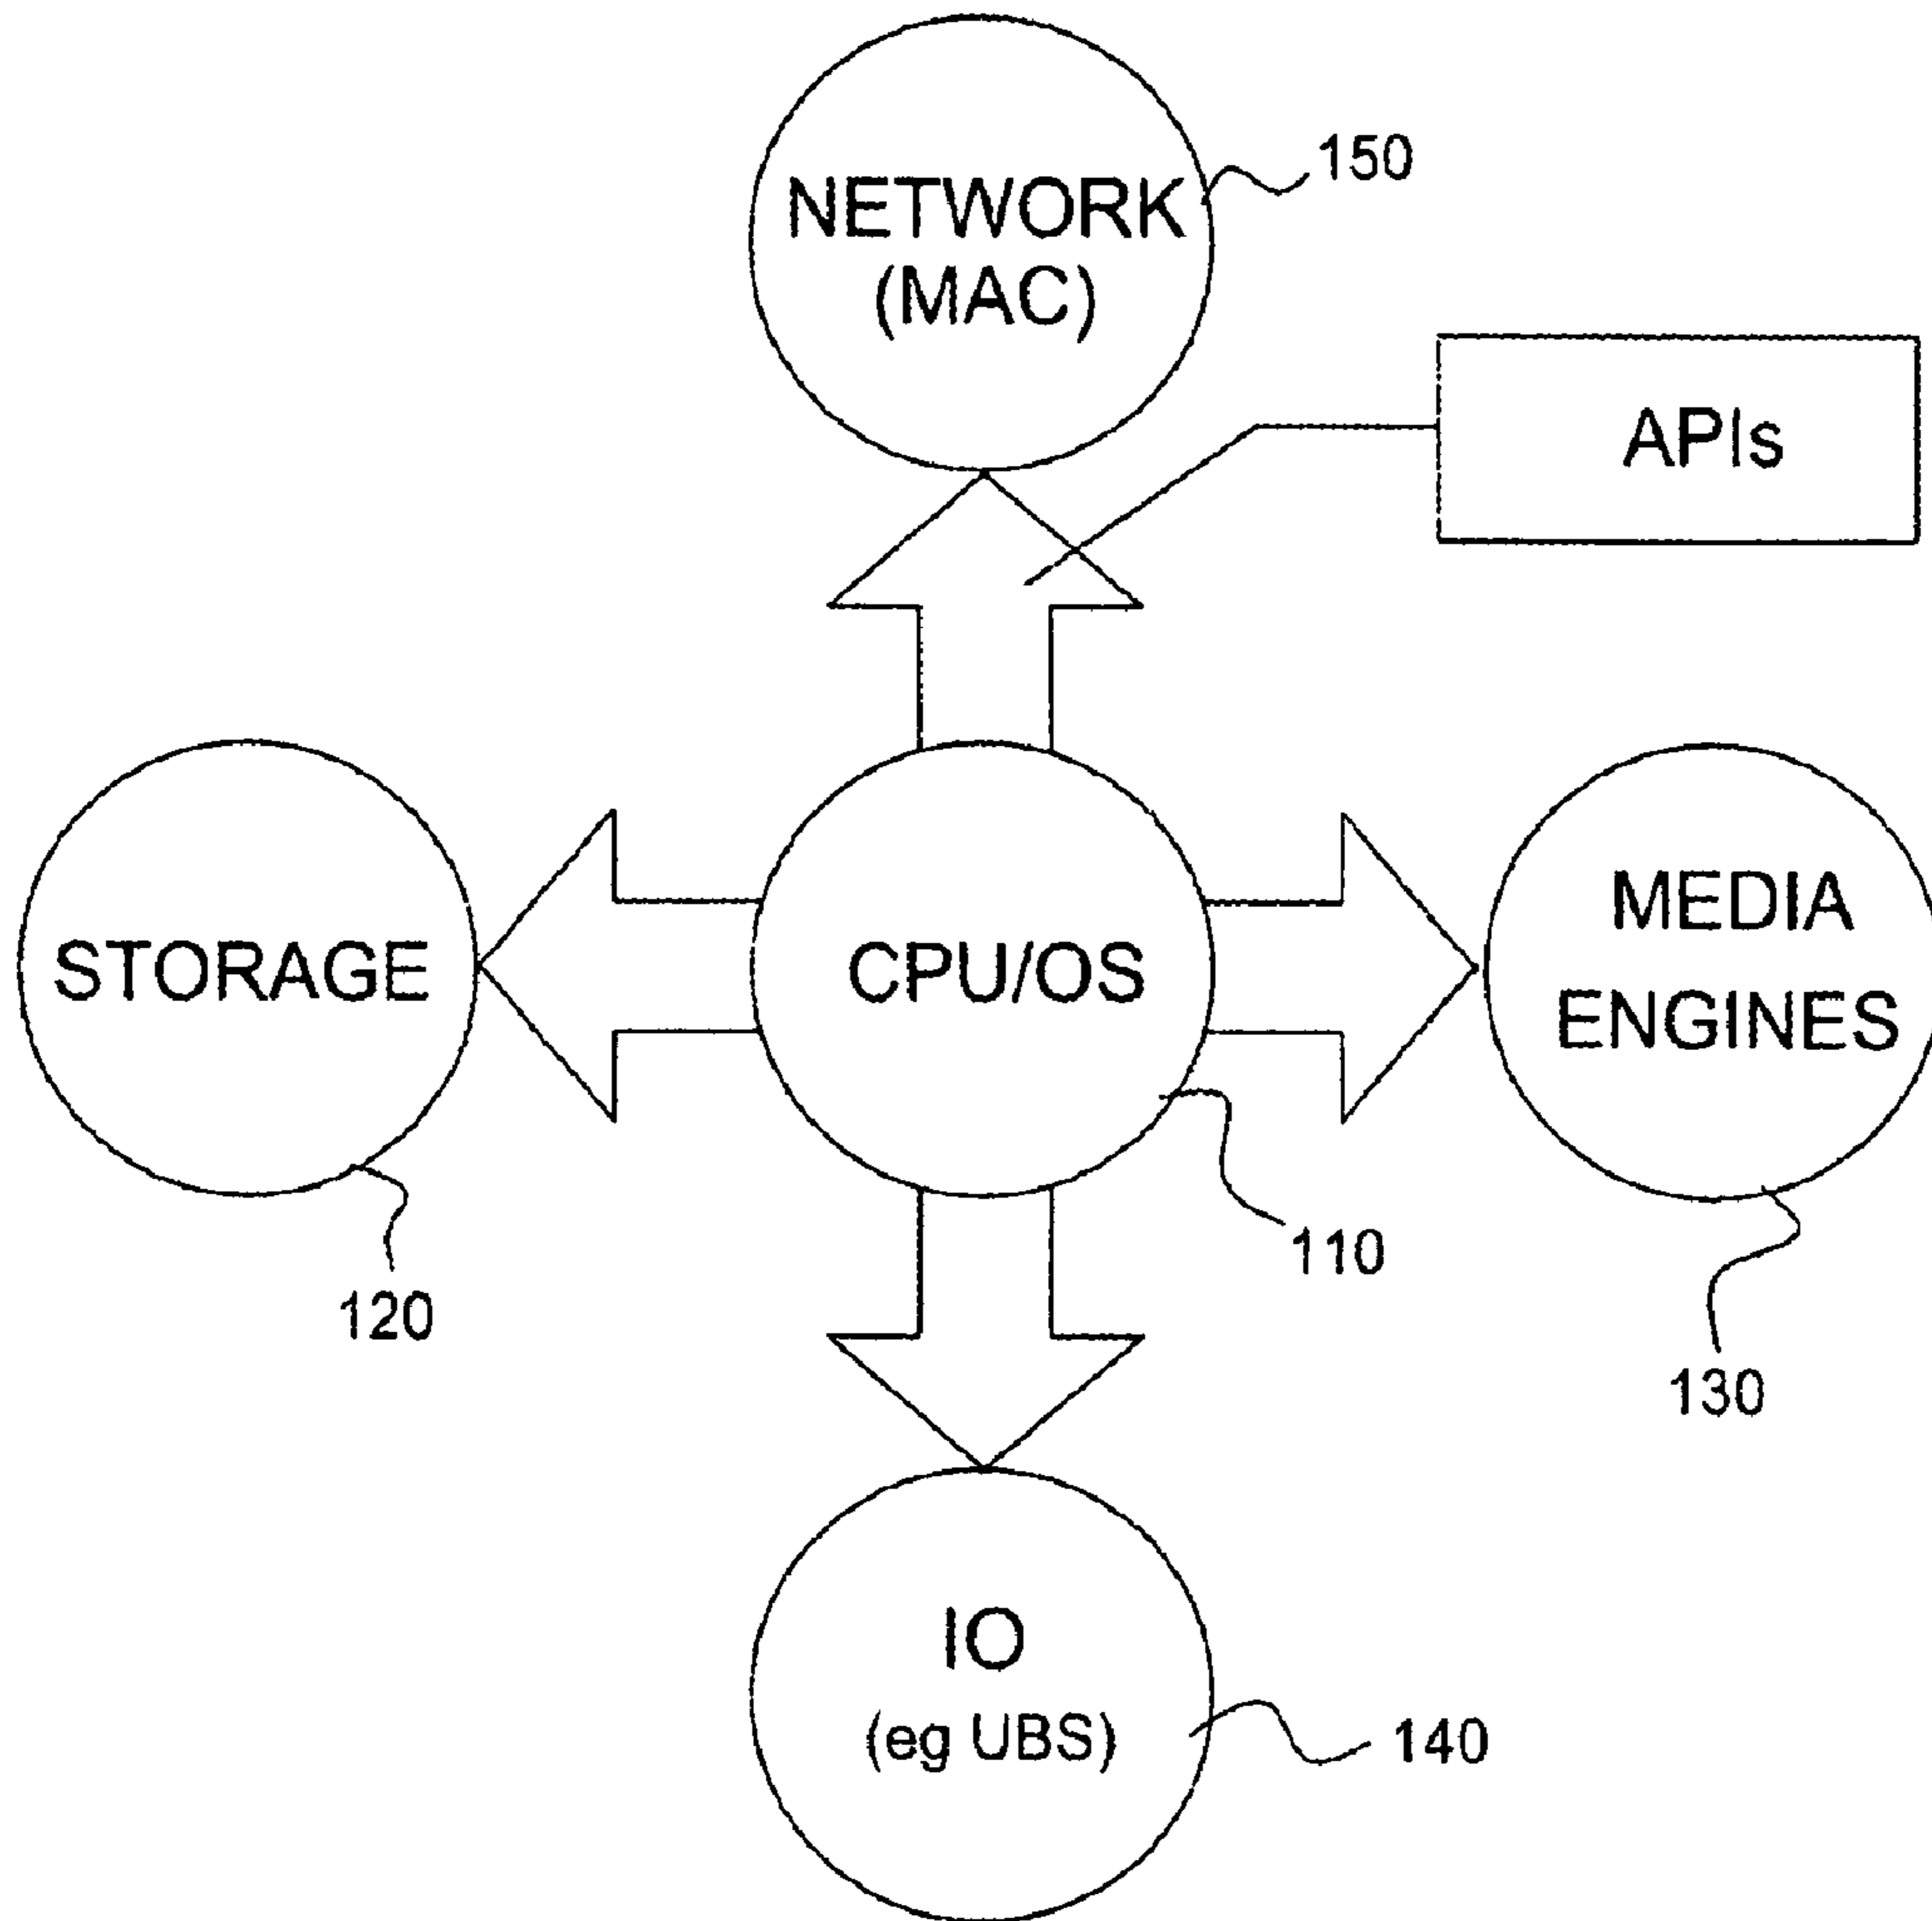 NETWORK
(MAC)
150
APIs
STORAGE
CPU/OS
MEDIA
ENGINES
110
120
130
IO
(eg UBS)
140